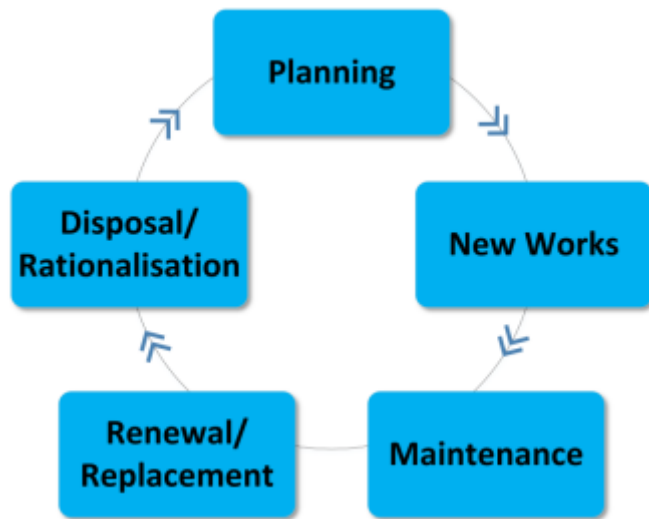 Planning
New Works
Maintenance
Renewal/
Replacement
Disposal/
Rationalisation